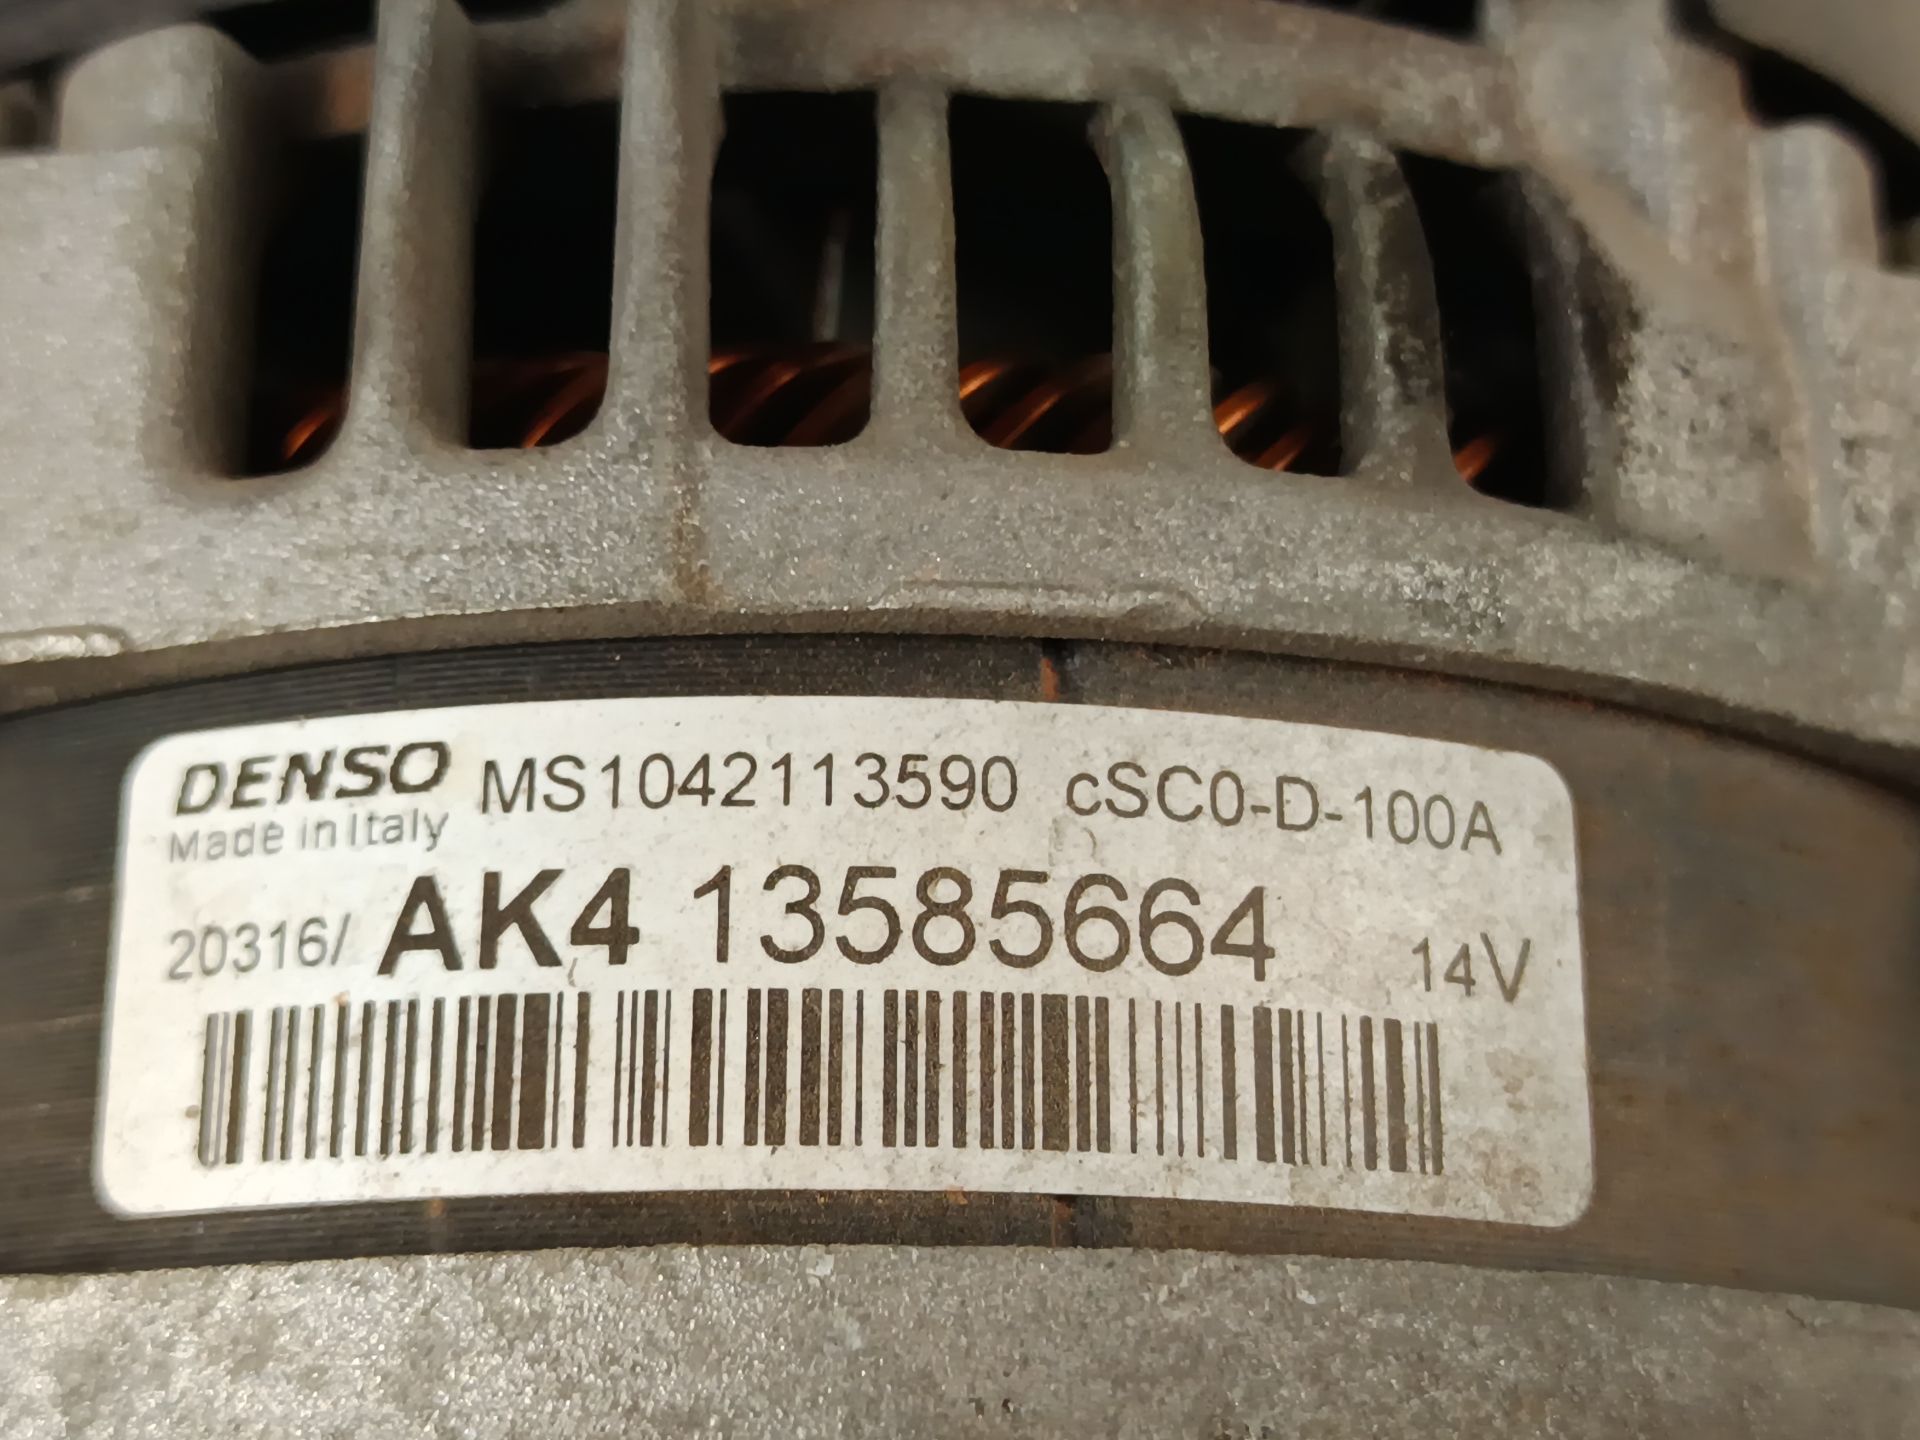 DENSO MS1042113590 cSC0-D-100A
Made in Italy
20316/ AK4 13585664 14V